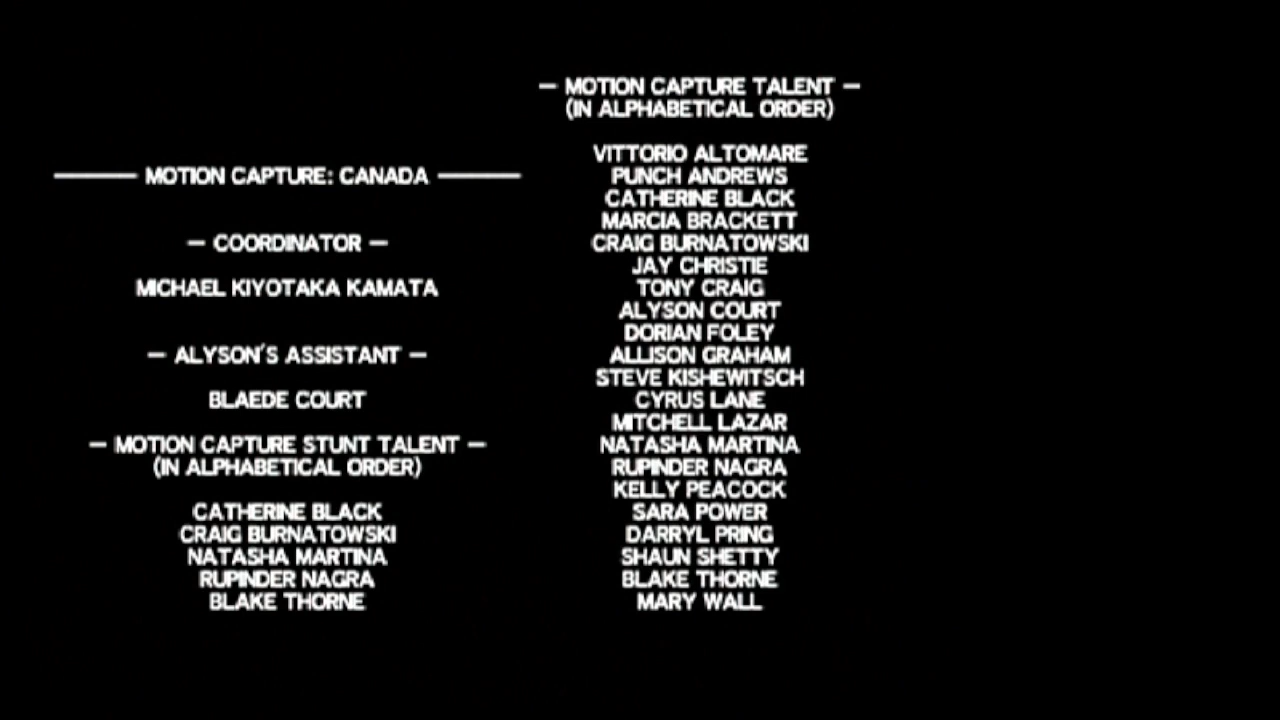 ——— MOTION CAPTURE: CANADA ———
— COORDINATOR —
MICHAEL KIYOTAKA KAMATA
— ALYSON'S ASSISTANT —
BLAEDE COURT
— MOTION CAPTURE STUNT TALENT —
(IN ALPHABETICAL ORDER)
CATHERINE BLACK
CRAIG BURNATOWSKI
NATASHA MARTINA
RUPINDER NAGRA
BLAKE THORNE
— MOTION CAPTURE TALENT —
(IN ALPHABETICAL ORDER)
VITTORIO ALTOMARE
PUNCH ANDREWS
CATHERINE BLACK
MARCIA BRACKETT
CRAIG BURNATOWSKI
JAY CHRISTIE
TONY CRAIG
ALYSON COURT
DORIAN FOLEY
ALLISON GRAHAM
STEVE KISHEWITSCH
CYRUS LANE
MITCHELL LAZAR
NATASHA MARTINA
RUPINDER NAGRA
KELLY PEACOCK
SARA POWER
DARRYL PRING
SHAUN SHETTY
BLAKE THORNE
MARY WALL